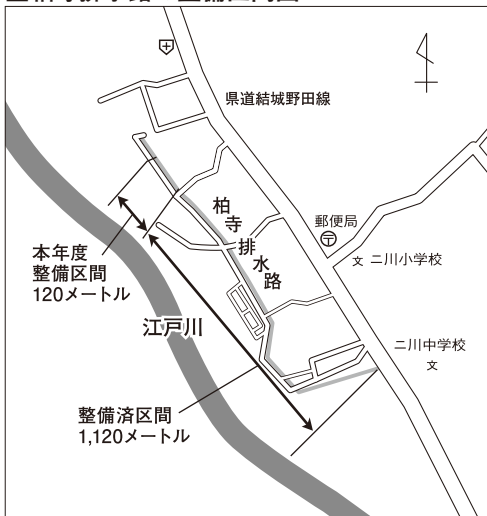 県道結城野田線
柏寺排水路
郵便局
文 二川小学校
本年度
整備区間
120メートル
江戸川
二川中学校
文
整備済区間
1,120メートル